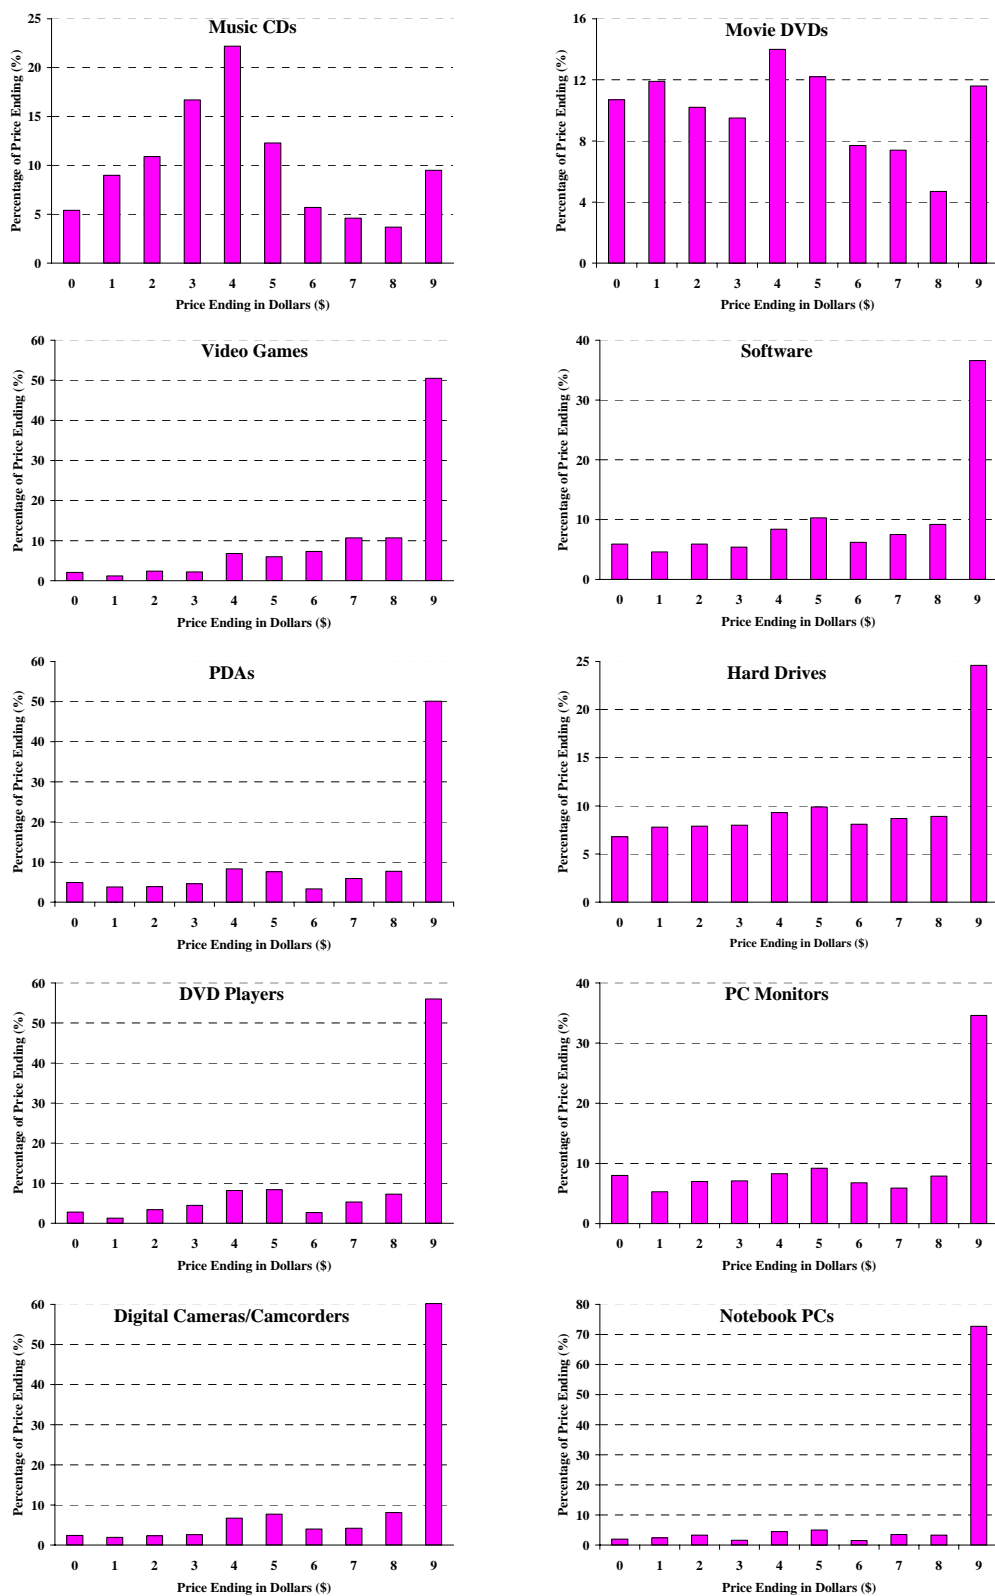 Music CDs
Percentage of Price Ending (%)
25
20
15
10
5
0
0 1 2 3 4 5 6 7 8 9
Price Ending in Dollars ($)
Movie DVDs
Percentage of Price Ending (%)
16
12
8
4
0
0 1 2 3 4 5 6 7 8 9
Price Ending in Dollars ($)
Video Games
Percentage of Price Ending (%)
60
50
40
30
20
10
0
0 1 2 3 4 5 6 7 8 9
Price Ending in Dollars ($)
Software
Percentage of Price Ending (%)
40
30
20
10
0
0 1 2 3 4 5 6 7 8 9
Price Ending in Dollars ($)
PDAs
Percentage of Price Ending (%)
60
50
40
30
20
10
0
0 1 2 3 4 5 6 7 8 9
Price Ending in Dollars ($)
Hard Drives
Percentage of Price Ending (%)
25
20
15
10
5
0
0 1 2 3 4 5 6 7 8 9
Price Ending in Dollars ($)
DVD Players
Percentage of Price Ending (%)
60
50
40
30
20
10
0
0 1 2 3 4 5 6 7 8 9
Price Ending in Dollars ($)
PC Monitors
Percentage of Price Ending (%)
40
30
20
10
0
0 1 2 3 4 5 6 7 8 9
Price Ending in Dollars ($)
Digital Cameras/Camcorders
Percentage of Price Ending (%)
60
50
40
30
20
10
0
0 1 2 3 4 5 6 7 8 9
Price Ending in Dollars ($)
Notebook PCs
Percentage of Price Ending (%)
80
70
60
50
40
30
20
10
0
0 1 2 3 4 5 6 7 8 9
Price Ending in Dollars ($)